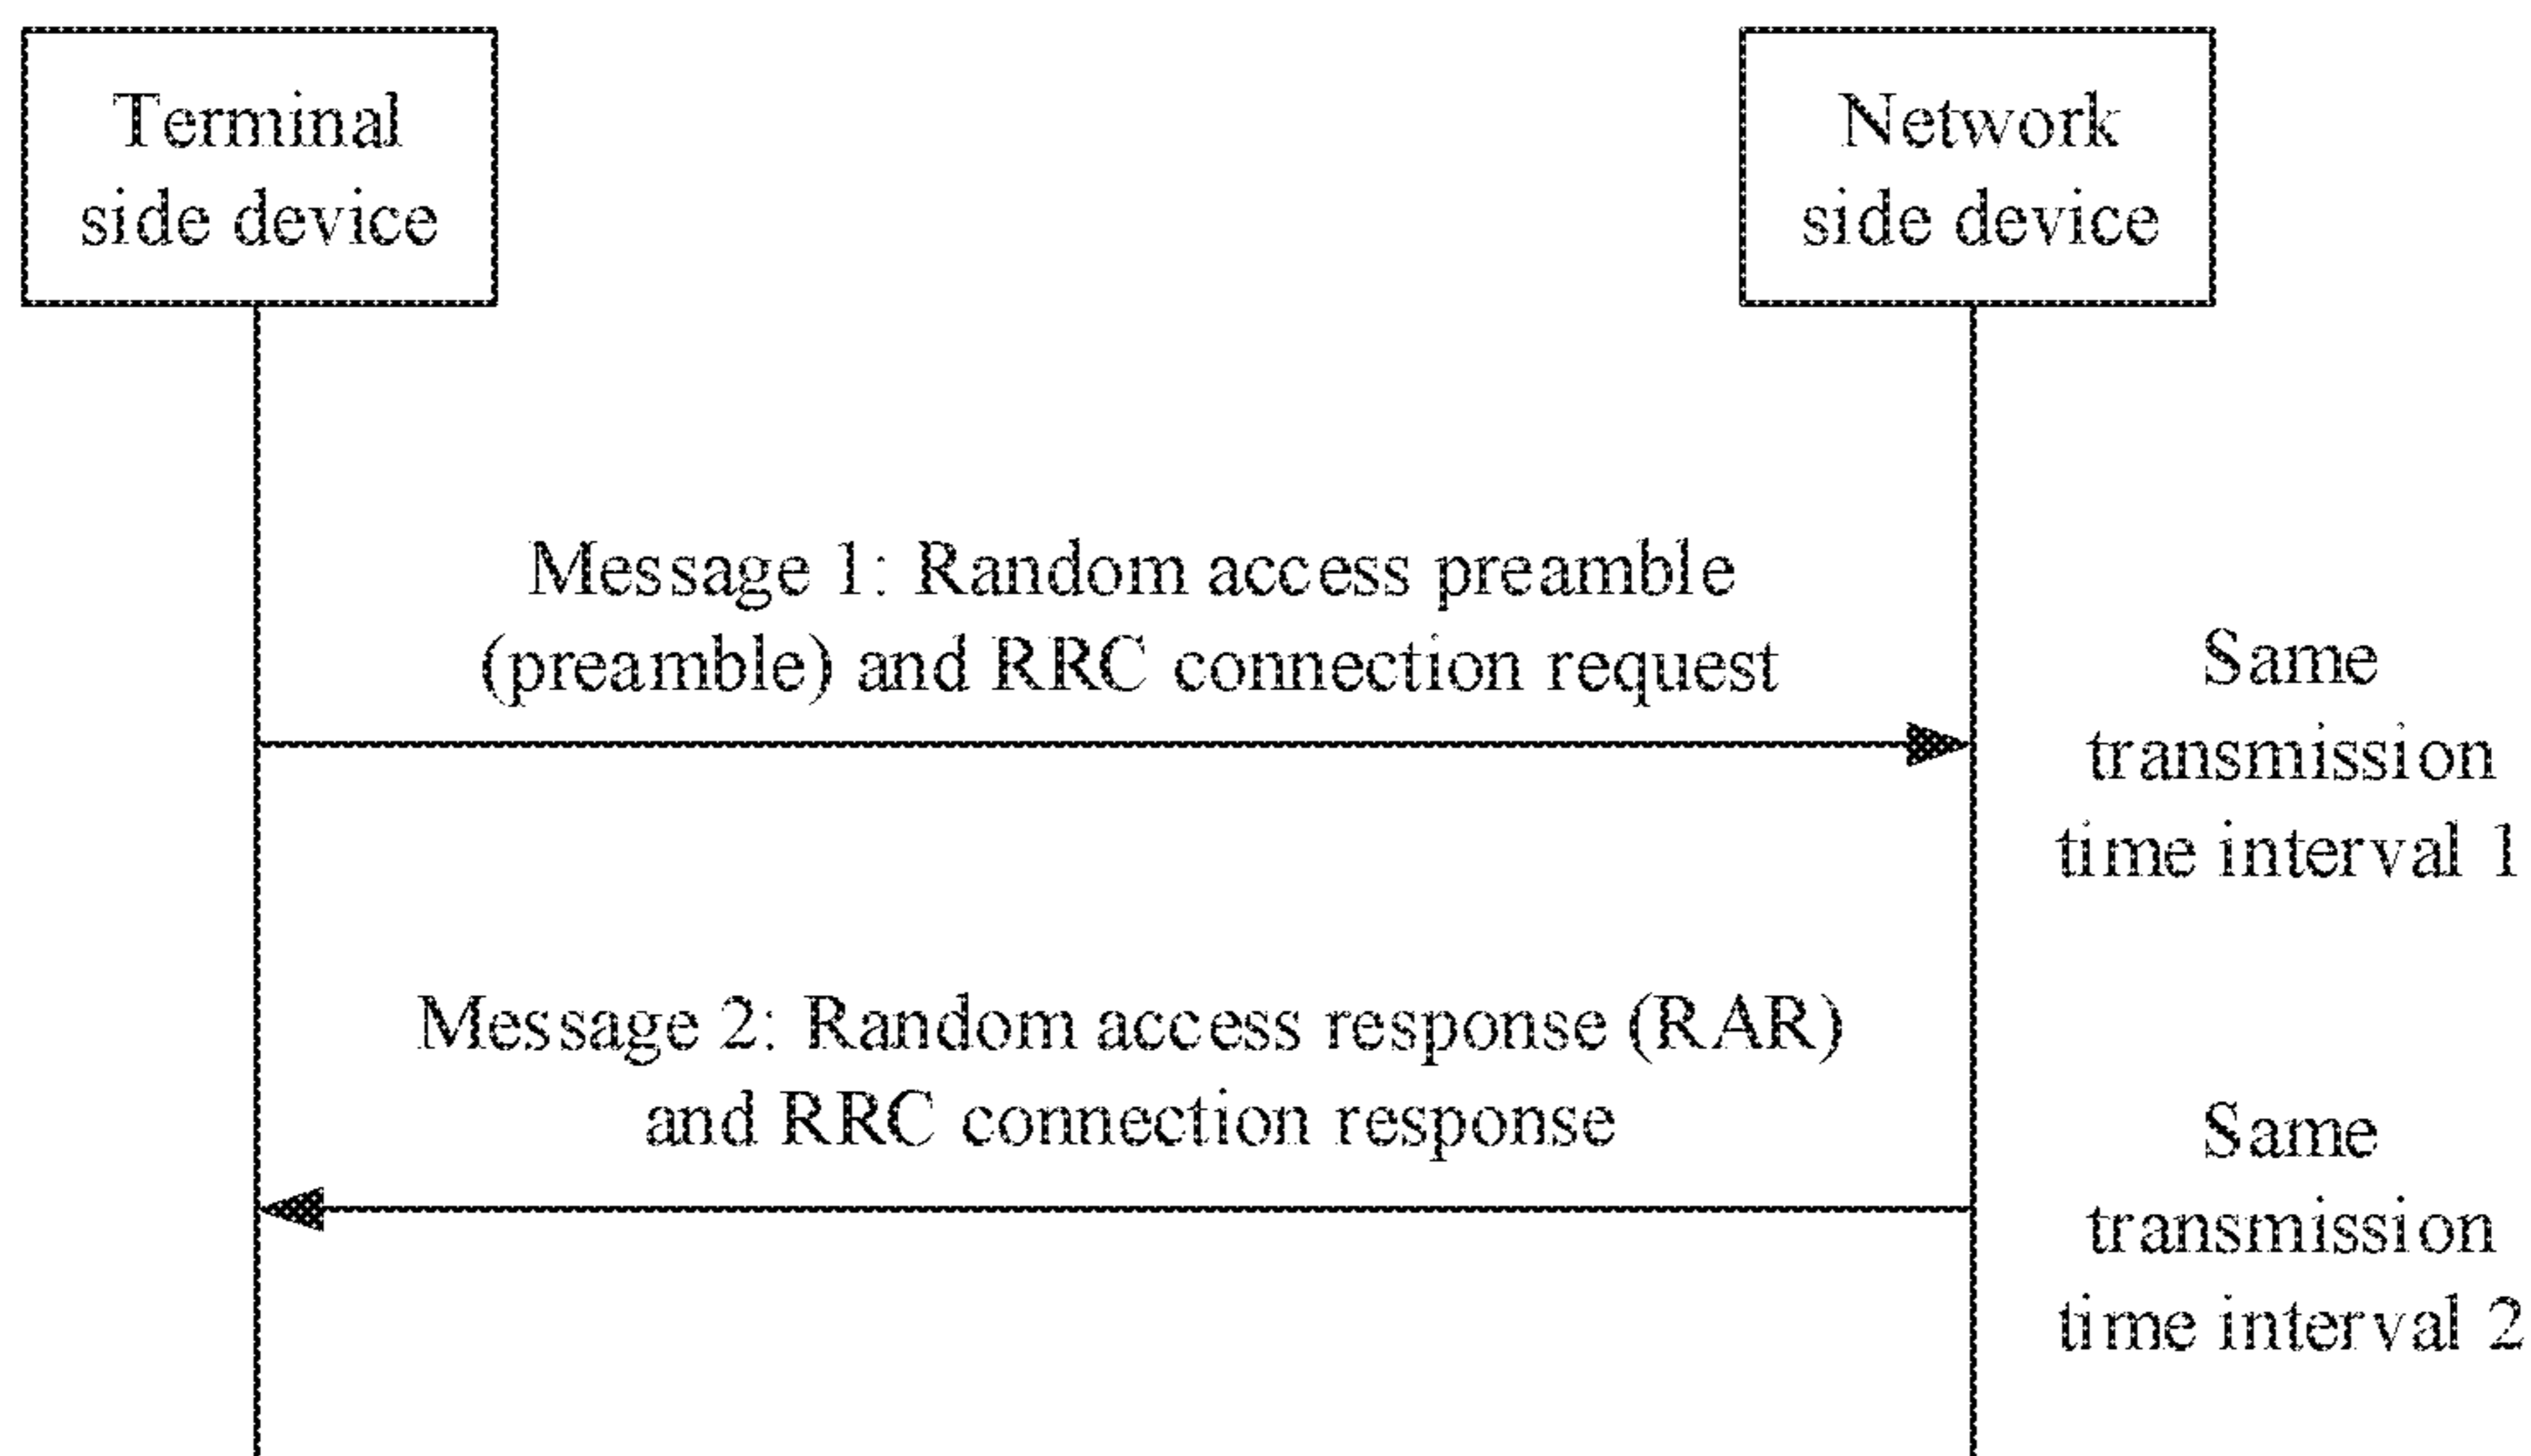 Terminal
side device
Network
side device
Message 1: Random access preamble
(preamble) and RRC connection request
Same
transmission
time interval 1
Message 2: Random access response (RAR)
and RRC connection response
Same
transmission
time interval 2